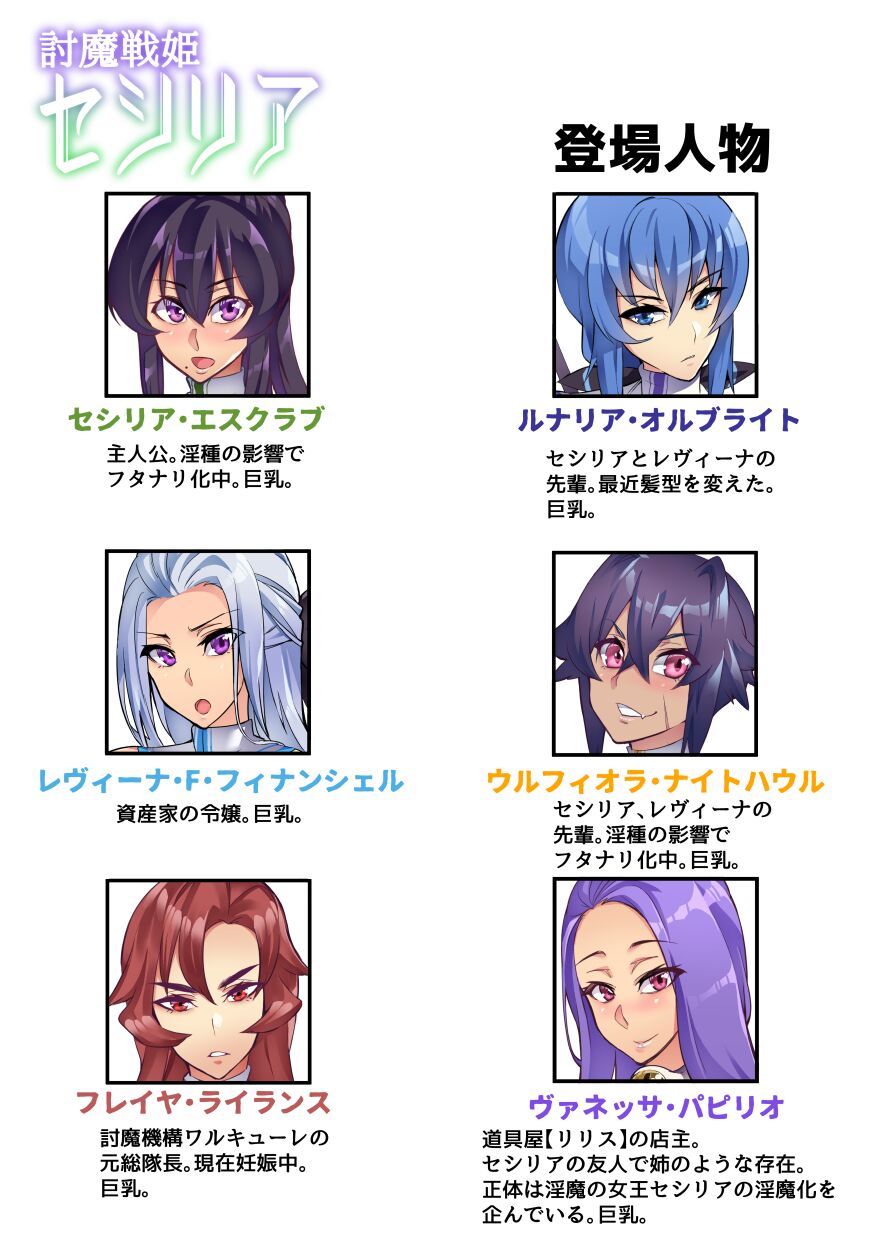 討魔戦姫
セシリア
登場人物
セシリア・エスクラブ
主人公。淫種の影響で
フタナリ化中。巨乳。
ルナリア・オルブライト
セシリアとレヴィーナの
先輩。最近髪型を変えた。
巨乳。
レヴィーナ・F・フィナンシェル
資産家の令嬢。巨乳。
ウルフィオラ・ナイトハウル
セシリア、レヴィーナの
先輩。淫種の影響で
フタナリ化中。巨乳。
フレイヤ・ライランス
討魔機構ワルキューレの
元総隊長。現在妊娠中。
巨乳。
ヴァネッサ・パピリオ
道具屋【リリス】の店主。
セシリアの友人で姉のような存在。
正体は淫魔の女王セシリアの淫魔化を
企んでいる。巨乳。